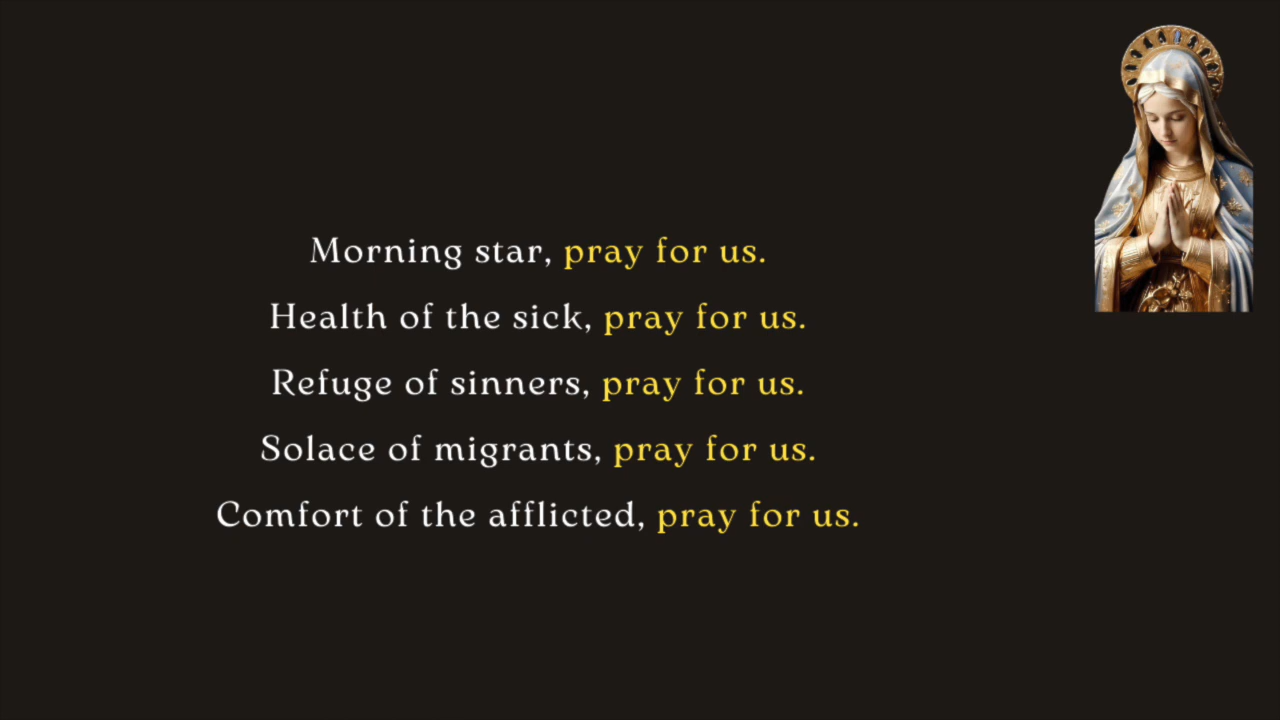 Morning star, pray for us.
Health of the sick, pray for us.
Refuge of sinners, pray for us.
Solace of migrants, pray for us.
Comfort of the afflicted, pray for us.